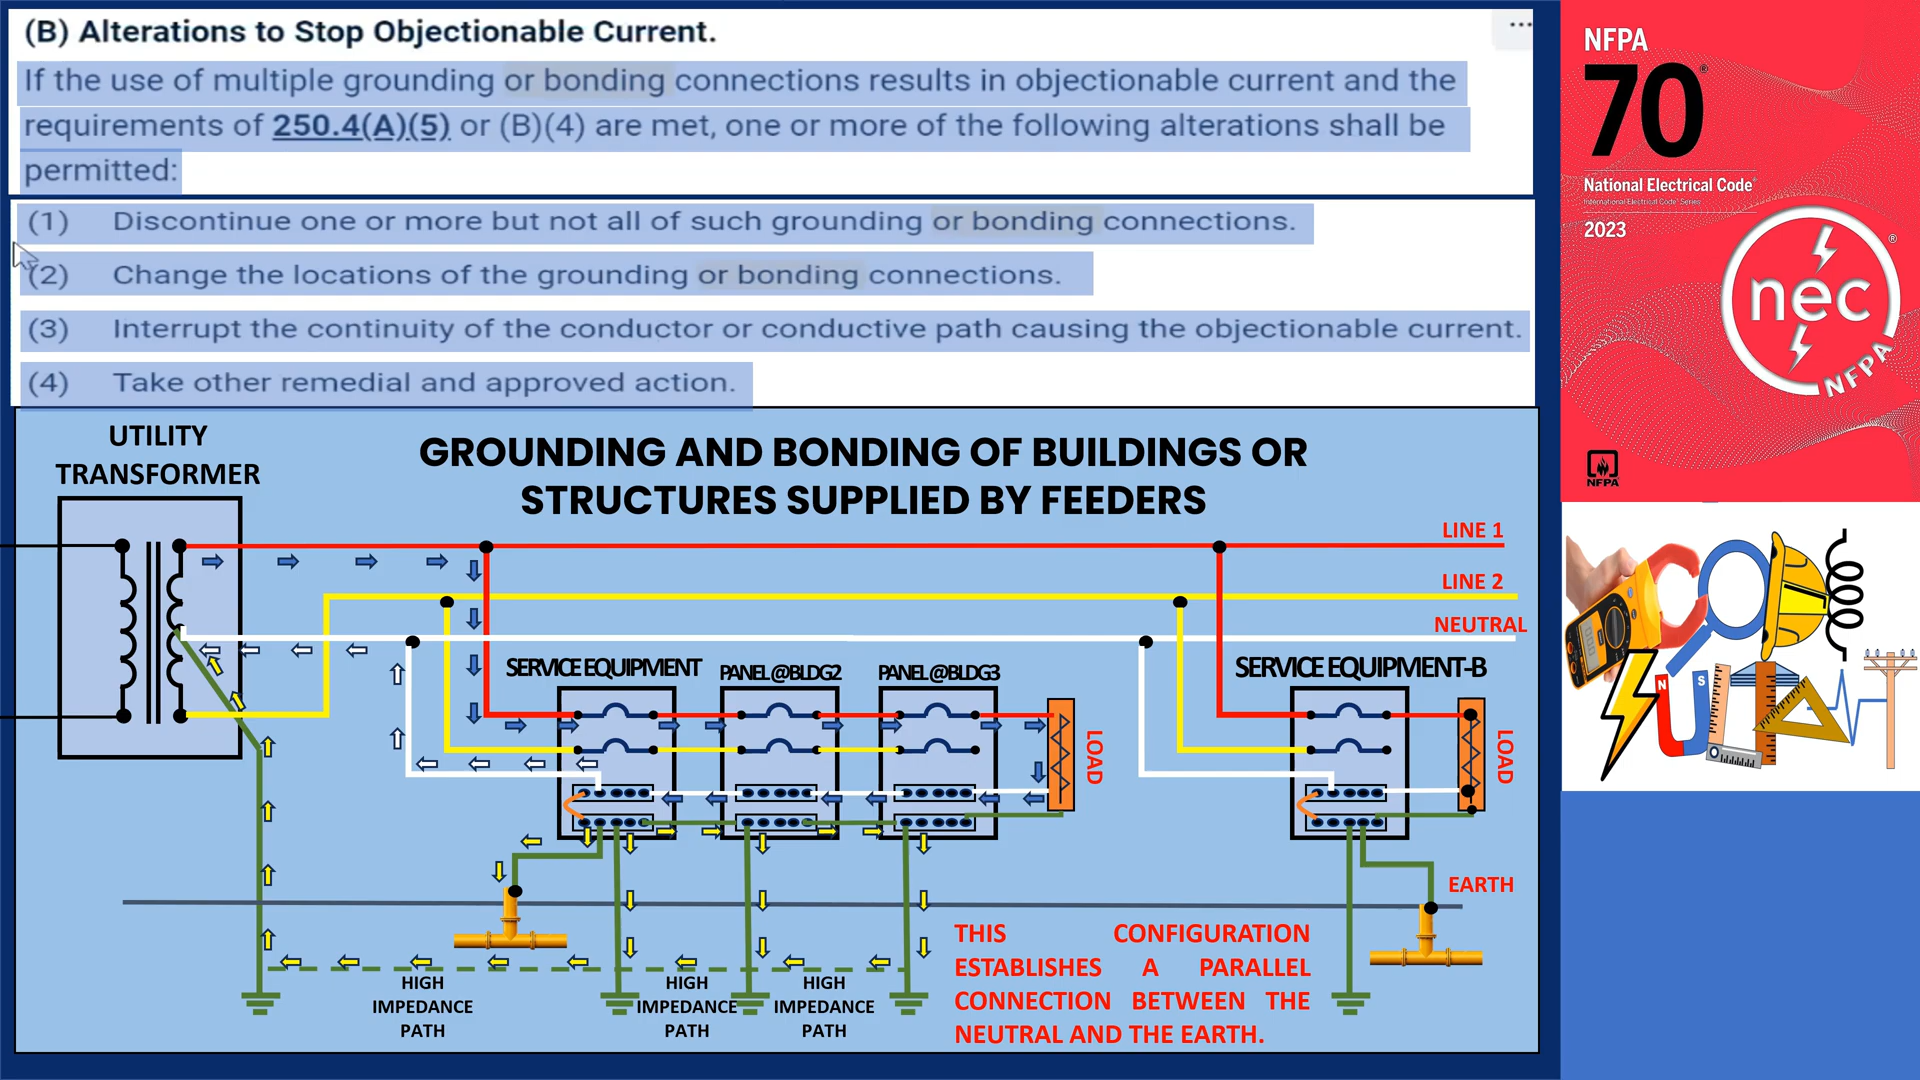 (B) Alterations to Stop Objectionable Current.
...
If the use of multiple grounding or bonding connections results in objectionable current and the
requirements of 250.4(A)(5) or (B)(4) are met, one or more of the following alterations shall be
permitted:
(1) Discontinue one or more but not all of such grounding or bonding connections.
(2) Change the locations of the grounding or bonding connections.
(3) Interrupt the continuity of the conductor or conductive path causing the objectionable current.
(4) Take other remedial and approved action.
NFPA
70®
National Electrical Code®
International Electrical Code® Series
2023
nec®
NFPA
NFPA
UTILITY
TRANSFORMER
GROUNDING AND BONDING OF BUILDINGS OR
STRUCTURES SUPPLIED BY FEEDERS
LINE 1
LINE 2
NEUTRAL
SERVICE EQUIPMENT
PANEL@BLDG2
PANEL@BLDG3
SERVICE EQUIPMENT-B
LOAD
LOAD
EARTH
HIGH
IMPEDANCE
PATH
HIGH
IMPEDANCE
PATH
HIGH
IMPEDANCE
PATH
THIS CONFIGURATION
ESTABLISHES A PARALLEL
CONNECTION BETWEEN THE
NEUTRAL AND THE EARTH.
N S